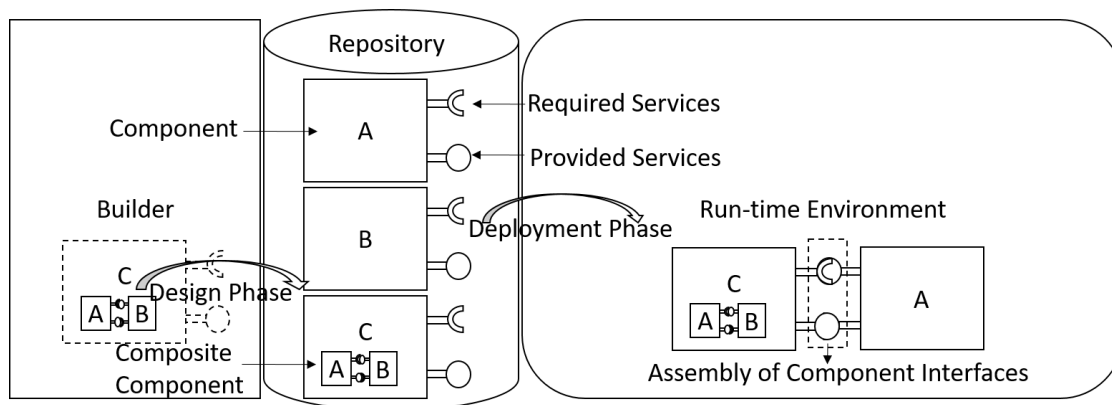 Repository
Required Services
Component
A
Provided Services
Builder
B
Deployment Phase
Run-time Environment
C
A B
Design Phase
Composite
Component
C
A B
C
A B
A
Assembly of Component Interfaces